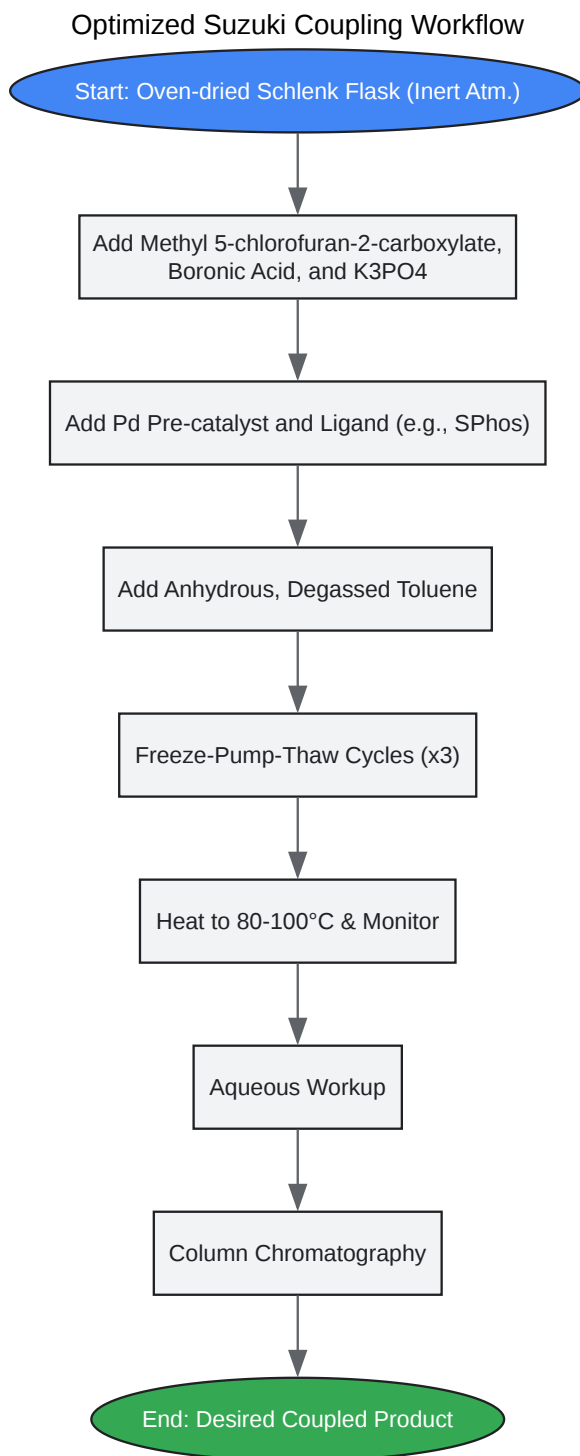 Optimized Suzuki Coupling Workflow
Start: Oven-dried Schlenk Flask (Inert Atm.)
Add Methyl 5-chlorofuran-2-carboxylate,
Boronic Acid, and K3PO4
Add Pd Pre-catalyst and Ligand (e.g., SPhos)
Add Anhydrous, Degassed Toluene
Freeze-Pump-Thaw Cycles (x3)
Heat to 80-100°C & Monitor
Aqueous Workup
Column Chromatography
End: Desired Coupled Product